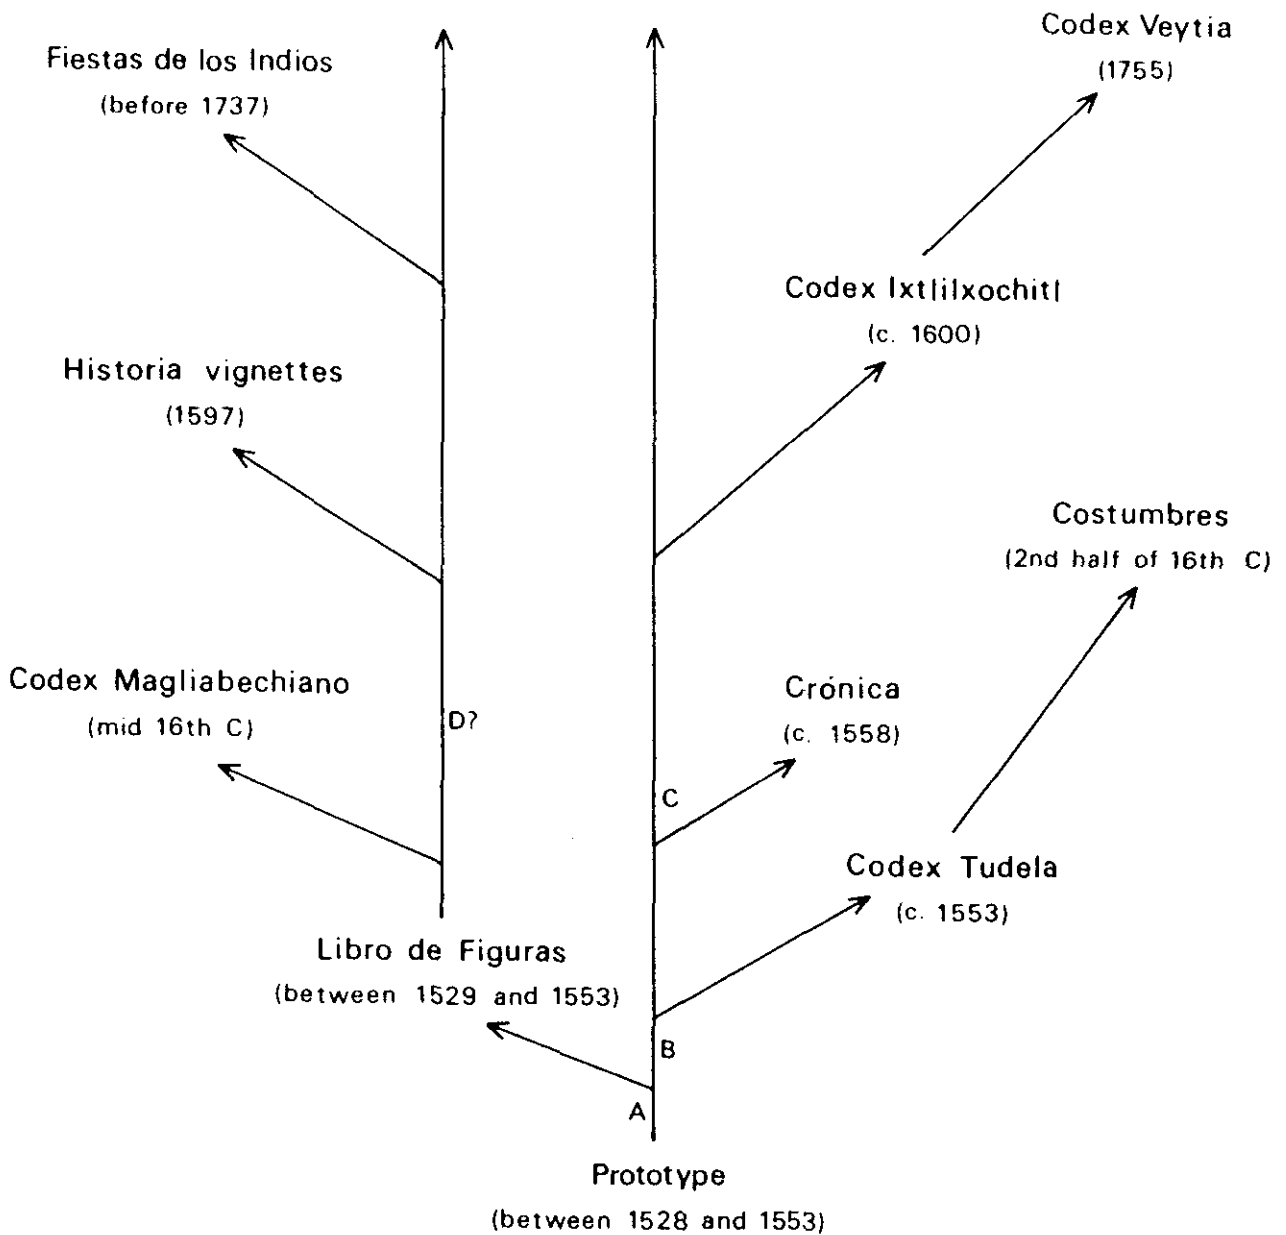 Codex Veytia
(1755)
Fiestas de los Indios
(before 1737)
Codex Ixtlilxochitl
(c. 1600)
Historia vignettes
(1597)
Costumbres
(2nd half of 16th C)
Codex Magliabechiano
(mid 16th C)
D?
Crónica
(c. 1558)
C
Codex Tudela
(c. 1553)
Libro de Figuras
(between 1529 and 1553)
B
A
Prototype
(between 1528 and 1553)